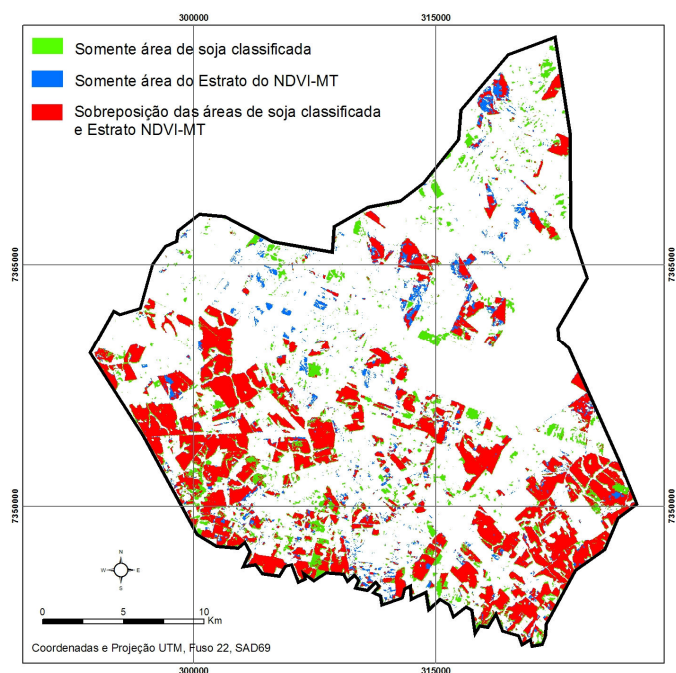 300000
315000
Somente área de soja classificada
Somente área do Estrato do NDVI-MT
Sobreposição das áreas de soja classificada
e Estrato NDVI-MT
7365000
7365000
7350000
7350000
N
W
E
S
0
5
10
Km
Coordenadas e Projeção UTM, Fuso 22, SAD69
300000
315000